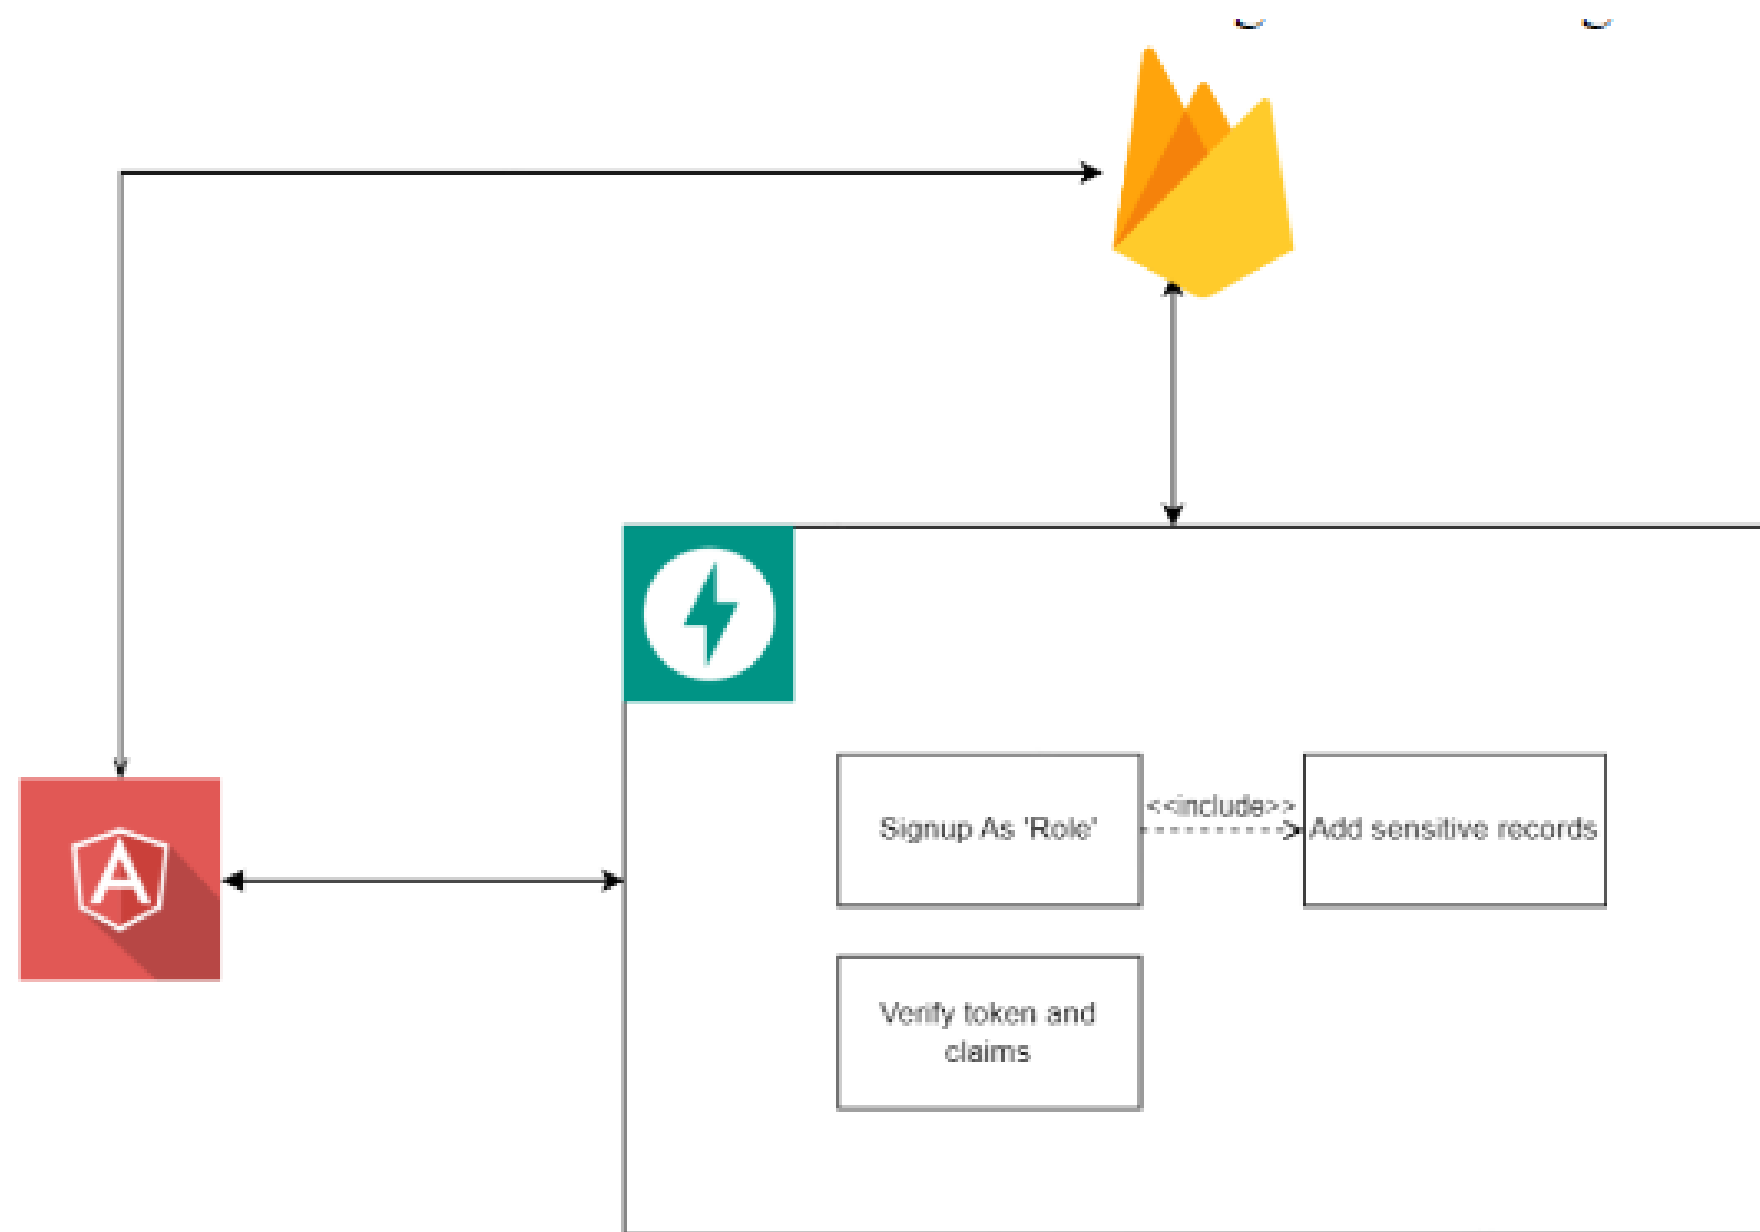 Signup As 'Role'
<<include>>
Add sensitive records
Verify token and
claims